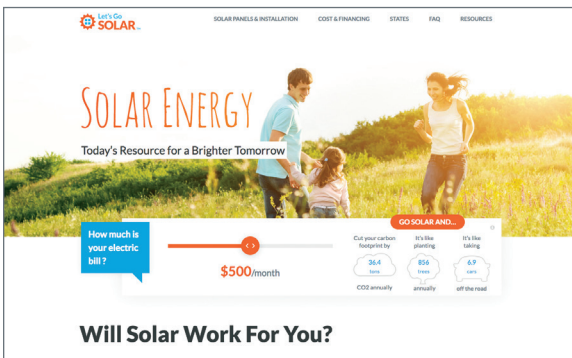 Let's Go
SOLAR
SOLAR PANELS & INSTALLATION COST & FINANCING STATES FAQ RESOURCES
SOLAR ENERGY
Today's Resource for a Brighter Tomorrow
How much is
your electric
bill ?
$500/month
GO SOLAR AND...
Cut your carbon
footprint by
36.4
tons
CO2 annually
It's like
planting
856
trees
annually
It's like
taking
6.9
cars
off the road
Will Solar Work For You?